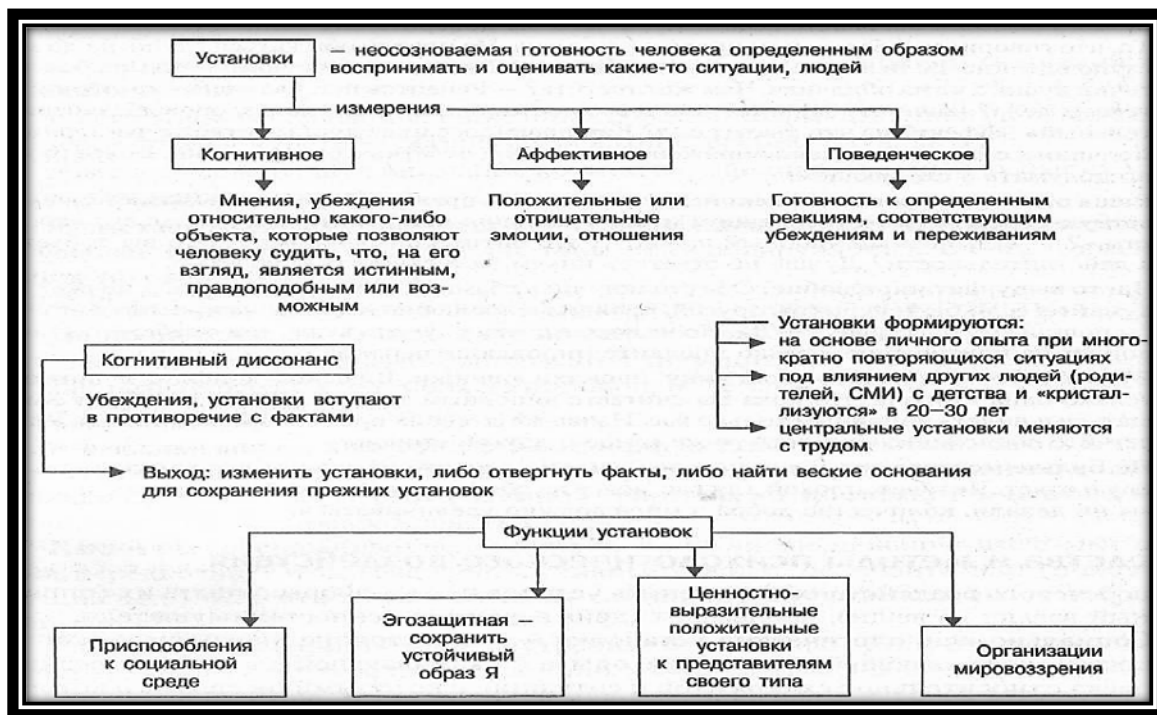 Установки
— неосознаваемая готовность человека определенным образом
воспринимать и оценивать какие-то ситуации, людей
измерения
Когнитивное
Аффективное
Поведенческое
Мнения, убеждения
относительно какого-либо
объекта, которые позволяют
человеку судить, что, на его
взгляд, является истинным,
правдоподобным или воз-
можным
Положительные или
отрицательные
эмоции, отношение
к объекту
Готовность к определенным
реакциям, соответствующим
убеждениям и переживаниям
Установки формируются:
на основе личного опыта при много-
кратно повторяющихся ситуациях
под влиянием других людей (роди-
телей, СМИ) с детства и «кристал-
лизуются» в 20—30 лет
центральные установки меняются
с трудом
Когнитивный диссонанс
Убеждения, установки вступают
в противоречие с фактами
Выход: изменить установки, либо отвергнуть факты, либо найти веские основания
для сохранения прежних установок
Функции установок
Приспособления
к социальной
среде
Эгозащитная —
сохранить
устойчивый
образ Я
Ценностно-
выразительные
положительные
установки
к представителям
своего типа
Организации
мировоззрения